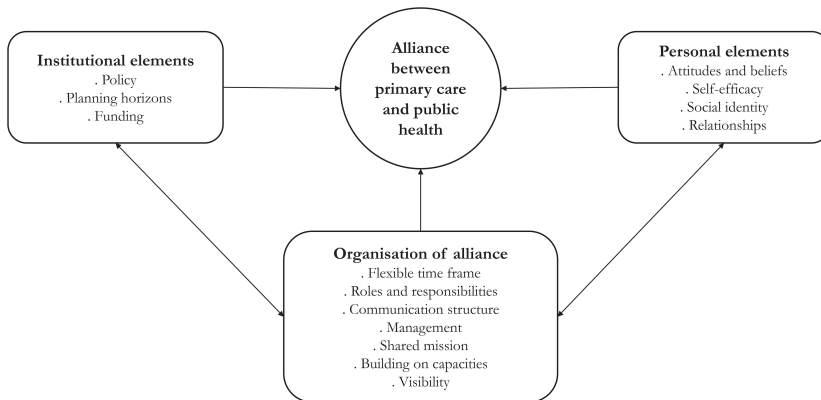 Institutional elements
. Policy
. Planning horizons
. Funding
Alliance
between
primary care
and public
health
Personal elements
. Attitudes and beliefs
. Self-efficacy
. Social identity
. Relationships
Organisation of alliance
. Flexible time frame
. Roles and responsibilities
. Communication structure
. Management
. Shared mission
. Building on capacities
. Visibility